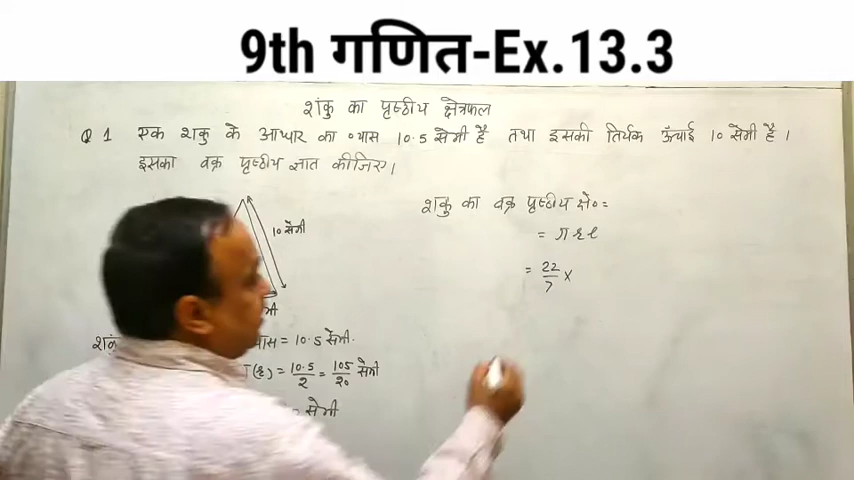 9th गणित-Ex.13.3
शंकु का पृष्ठीय क्षेत्रफल
Q 1 एक शंकु के आधार का व्यास 10.5 सेमी है तथा इसकी तिर्यक ऊँचाई 10 सेमी है।
इसका वक्र पृष्ठीय ज्ञात कीजिए।
10 सेमी
शंकु का वक्र पृष्ठीय क्षे० =
= πrl
= 22/7 ×
= 10.5 सेमी.
(r) = 10.5/2 = 105/20 सेमी
सेमी